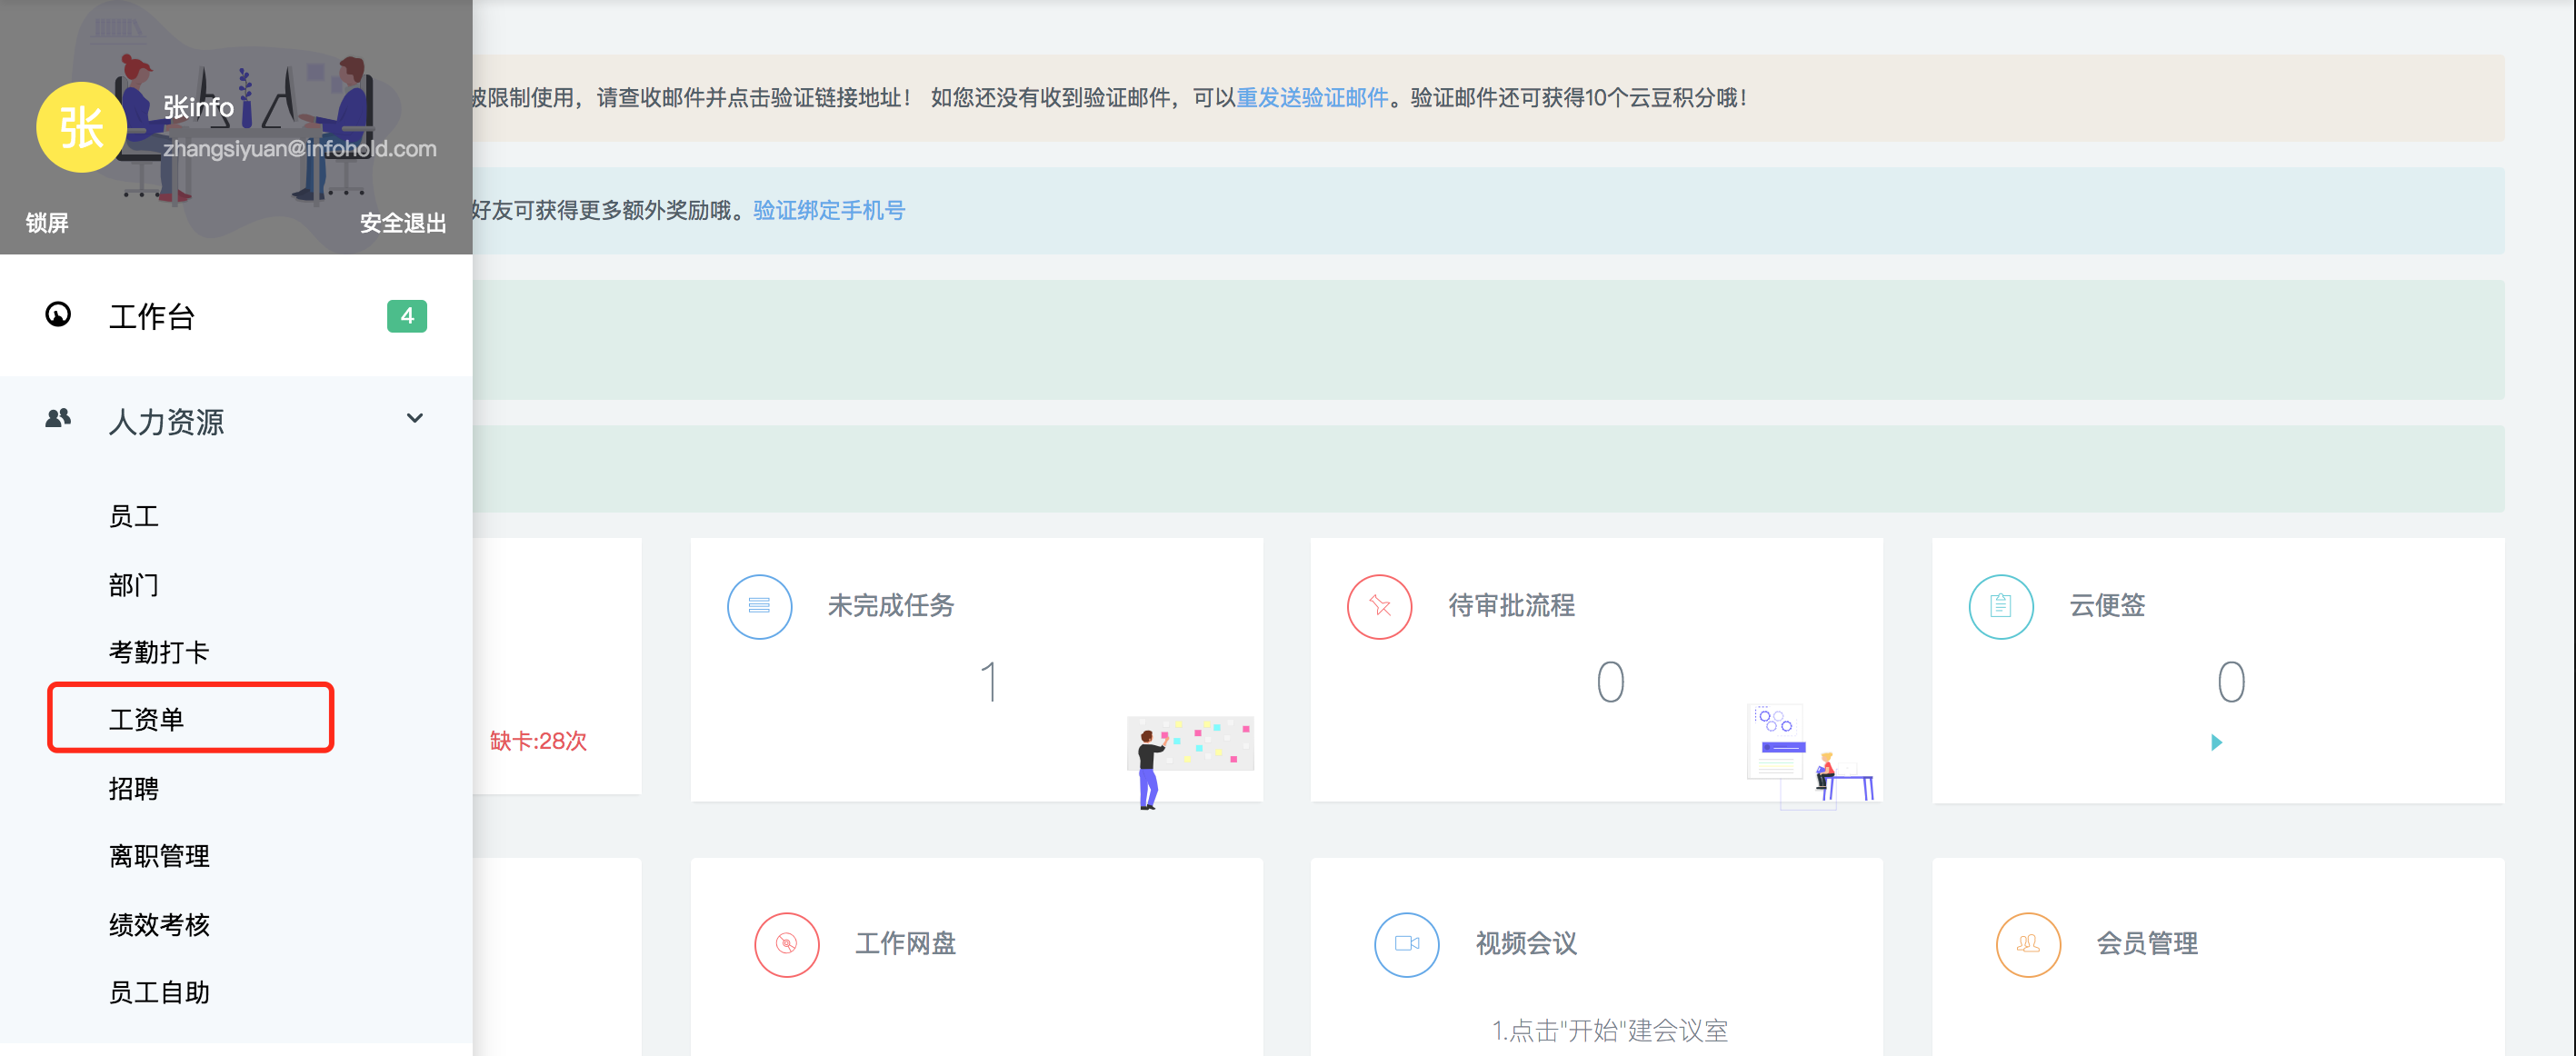 张
张info
zhangsiyuan@infohold.com
锁屏
安全退出
工作台
4
人力资源
员工
部门
考勤打卡
工资单
招聘
离职管理
绩效考核
员工自助
被限制使用，请查收邮件并点击验证链接地址！ 如您还没有收到验证邮件，可以重发送验证邮件。验证邮件还可获得10个云豆积分哦！
好友可获得更多额外奖励哦。验证绑定手机号
缺卡:28次
未完成任务
1
待审批流程
0
云便签
0
工作网盘
视频会议
1.点击"开始"建会议室
会员管理